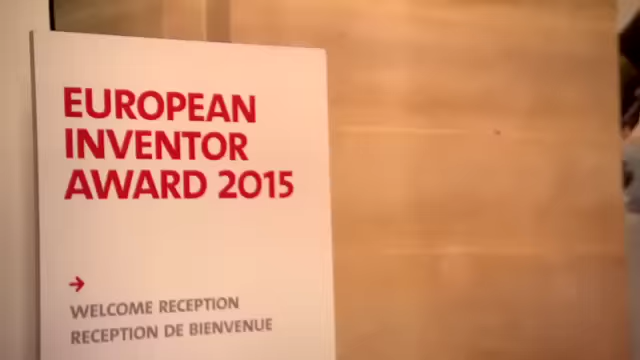 EUROPEAN
INVENTOR
AWARD 2015
→
WELCOME RECEPTION
RECEPTION DE BIENVENUE